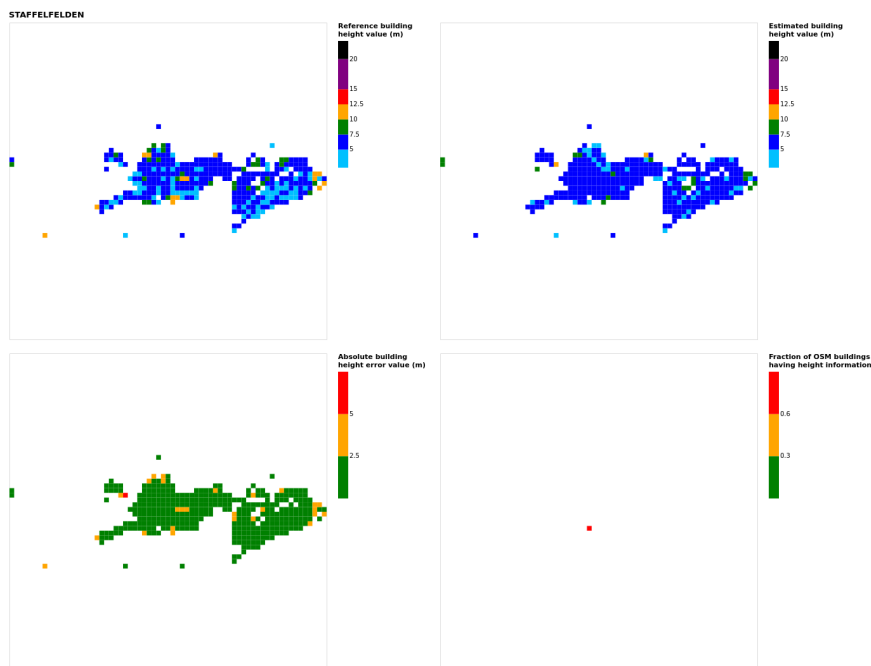 STAFFELFELDEN
Reference building
height value (m)
20
15
12.5
10
7.5
5
Estimated building
height value (m)
20
15
12.5
10
7.5
5
Absolute building
height error value (m)
5
2.5
Fraction of OSM buildings
having height information
0.6
0.3